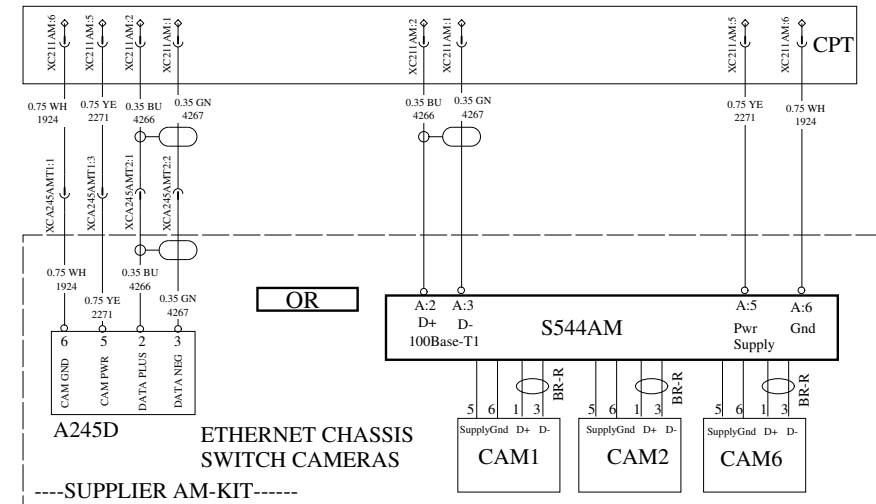 XC211AM:6
XC211AM:5
XC211AM:2
XC211AM:1
XC211AM:2
XC211AM:1
XC211AM:5
XC211AM:6
CPT
0.75 WH
1924
0.75 YE
2271
0.35 BU
4266
0.35 GN
4267
0.35 BU
4266
0.35 GN
4267
0.75 YE
2271
0.75 WH
1924
XCA245AMT1:1
XCA245AMT1:3
XCA245AMT2:1
XCA245AMT2:2
0.75 WH
1924
0.75 YE
2271
0.35 BU
4266
0.35 GN
4267
OR
6
5
2
3
CAM GND
CAM PWR
DATA PLUS
DATA NEG
A245D
A:2
A:3
A:5
A:6
D+
D-
100Base-T1
S544AM
Pwr
Supply
Gnd
BR-R
BR-R
BR-R
5 6 1 3
5 6 1 3
5 6 1 3
SupplyGnd D+ D-
SupplyGnd D+ D-
SupplyGnd D+ D-
CAM1
CAM2
CAM6
ETHERNET CHASSIS
SWITCH CAMERAS
----SUPPLIER AM-KIT------